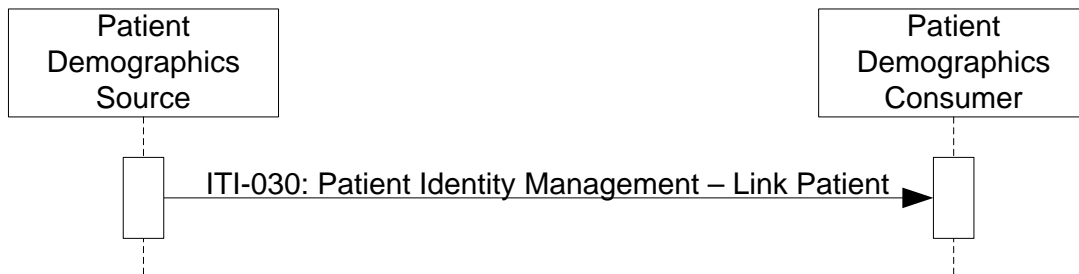 Patient
Demographics
Source
Patient
Demographics
Consumer
ITI-030: Patient Identity Management – Link Patient